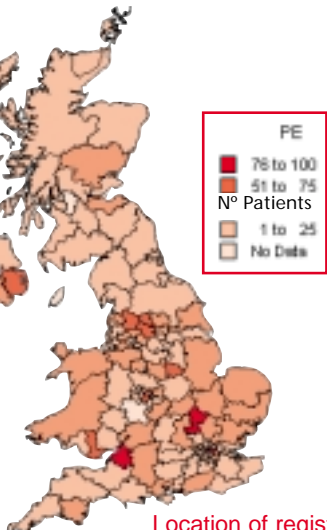 PE
76 to 100
51 to 75
Nº Patients
1 to 25
No Data
Location of regis